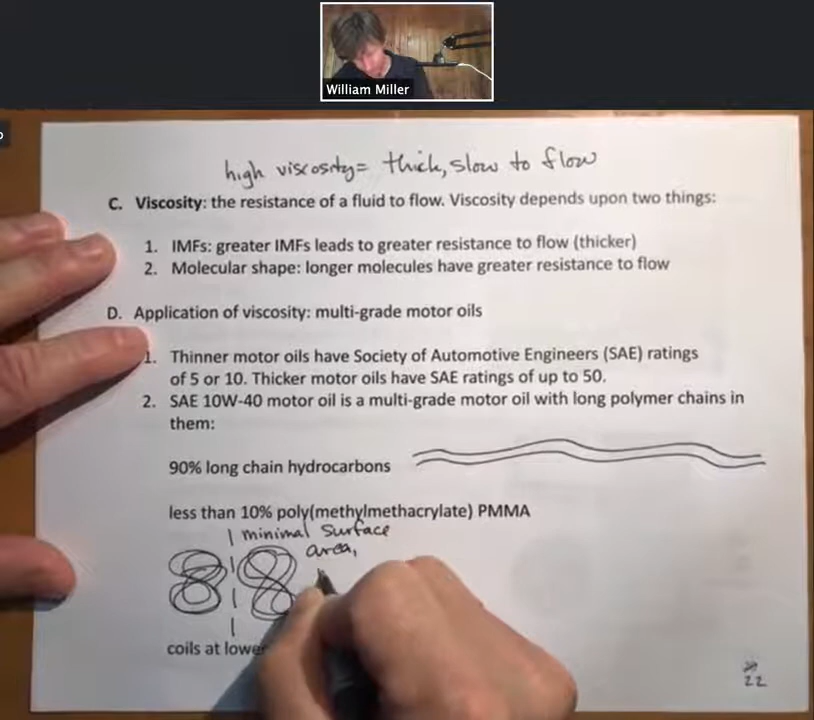 William Miller
high viscosity = thick, slow to flow
C. Viscosity: the resistance of a fluid to flow. Viscosity depends upon two things:
1. IMFs: greater IMFs leads to greater resistance to flow (thicker)
2. Molecular shape: longer molecules have greater resistance to flow
D. Application of viscosity: multi-grade motor oils
1. Thinner motor oils have Society of Automotive Engineers (SAE) ratings
of 5 or 10. Thicker motor oils have SAE ratings of up to 50.
2. SAE 10W-40 motor oil is a multi-grade motor oil with long polymer chains in
them:
90% long chain hydrocarbons
less than 10% poly(methylmethacrylate) PMMA
minimal surface
area,
coils at lowe
22